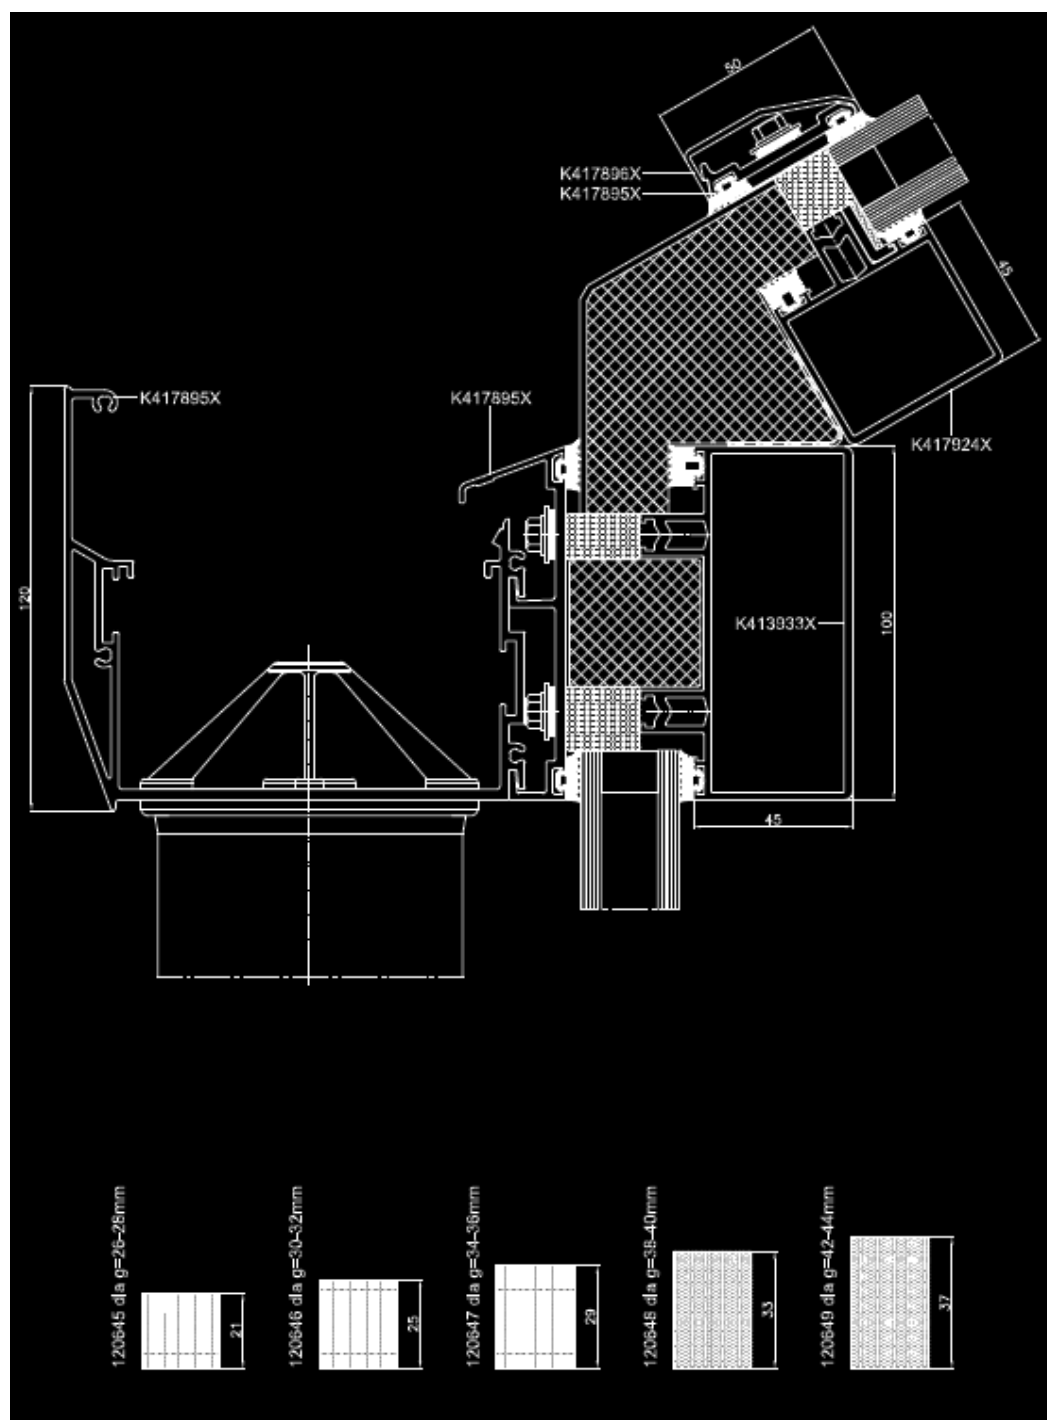 50
K417896X
K417895X
45
K417895X
K417895X
K417924X
120
K413933X
100
45
120645 dla g=26-28mm
21
120646 dla g=30-32mm
25
120647 dla g=34-36mm
29
120648 dla g=38-40mm
33
120649 dla g=42-44mm
37